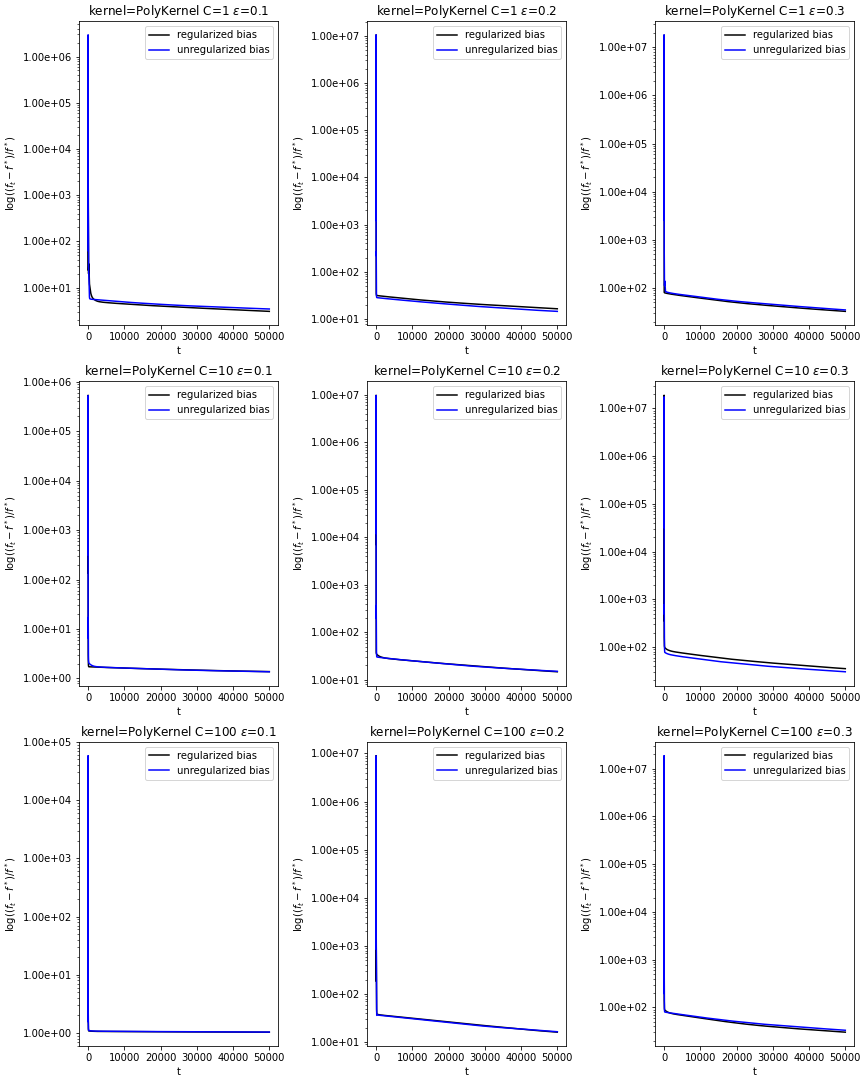 kernel=PolyKernel C=1 ε=0.1
regularized bias
unregularized bias
1.00e+06
1.00e+05
1.00e+04
1.00e+03
1.00e+02
1.00e+01
log((f_t − f*)/f*)
0 10000 20000 30000 40000 50000
t
kernel=PolyKernel C=1 ε=0.2
regularized bias
unregularized bias
1.00e+07
1.00e+06
1.00e+05
1.00e+04
1.00e+03
1.00e+02
1.00e+01
log((f_t − f*)/f*)
0 10000 20000 30000 40000 50000
t
kernel=PolyKernel C=1 ε=0.3
regularized bias
unregularized bias
1.00e+07
1.00e+06
1.00e+05
1.00e+04
1.00e+03
1.00e+02
log((f_t − f*)/f*)
0 10000 20000 30000 40000 50000
t
kernel=PolyKernel C=10 ε=0.1
regularized bias
unregularized bias
1.00e+06
1.00e+05
1.00e+04
1.00e+03
1.00e+02
1.00e+01
1.00e+00
log((f_t − f*)/f*)
0 10000 20000 30000 40000 50000
t
kernel=PolyKernel C=10 ε=0.2
regularized bias
unregularized bias
1.00e+07
1.00e+06
1.00e+05
1.00e+04
1.00e+03
1.00e+02
1.00e+01
log((f_t − f*)/f*)
0 10000 20000 30000 40000 50000
t
kernel=PolyKernel C=10 ε=0.3
regularized bias
unregularized bias
1.00e+07
1.00e+06
1.00e+05
1.00e+04
1.00e+03
1.00e+02
log((f_t − f*)/f*)
0 10000 20000 30000 40000 50000
t
kernel=PolyKernel C=100 ε=0.1
regularized bias
unregularized bias
1.00e+05
1.00e+04
1.00e+03
1.00e+02
1.00e+01
1.00e+00
log((f_t − f*)/f*)
0 10000 20000 30000 40000 50000
t
kernel=PolyKernel C=100 ε=0.2
regularized bias
unregularized bias
1.00e+07
1.00e+06
1.00e+05
1.00e+04
1.00e+03
1.00e+02
1.00e+01
log((f_t − f*)/f*)
0 10000 20000 30000 40000 50000
t
kernel=PolyKernel C=100 ε=0.3
regularized bias
unregularized bias
1.00e+07
1.00e+06
1.00e+05
1.00e+04
1.00e+03
1.00e+02
log((f_t − f*)/f*)
0 10000 20000 30000 40000 50000
t